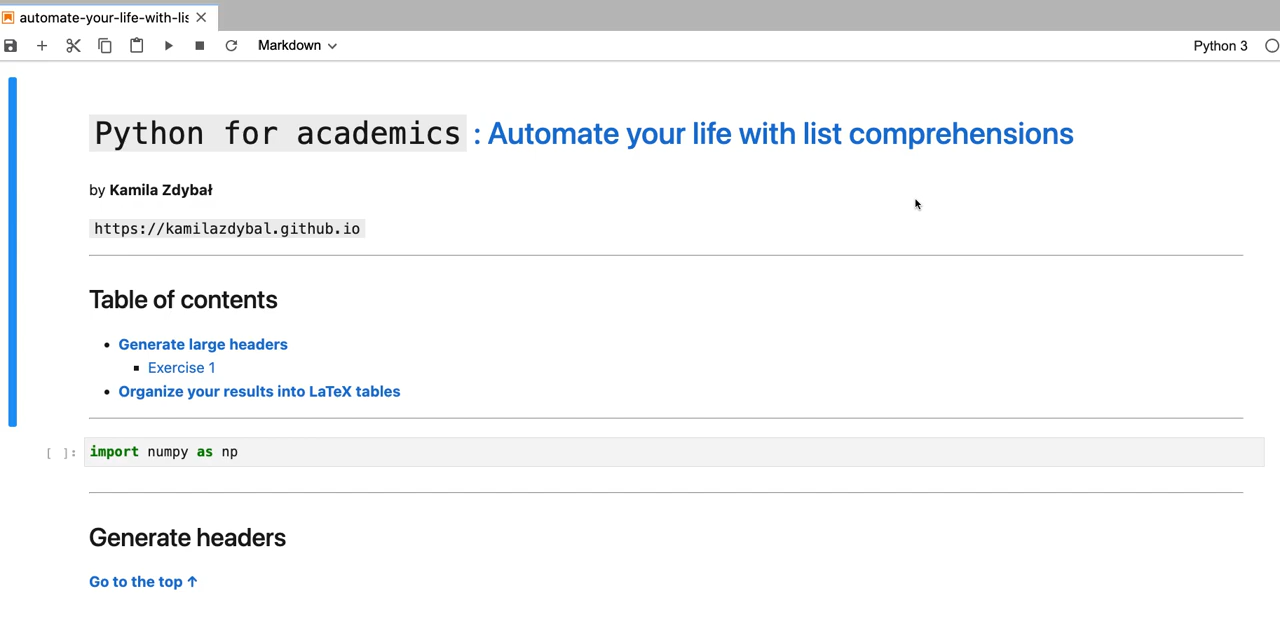 automate-your-life-with-lis
Markdown
Python 3
Python for academics : Automate your life with list comprehensions
by Kamila Zdybał
https://kamilazdybal.github.io
Table of contents
Generate large headers
Exercise 1
Organize your results into LaTeX tables
[ ]: import numpy as np
Generate headers
Go to the top ↑